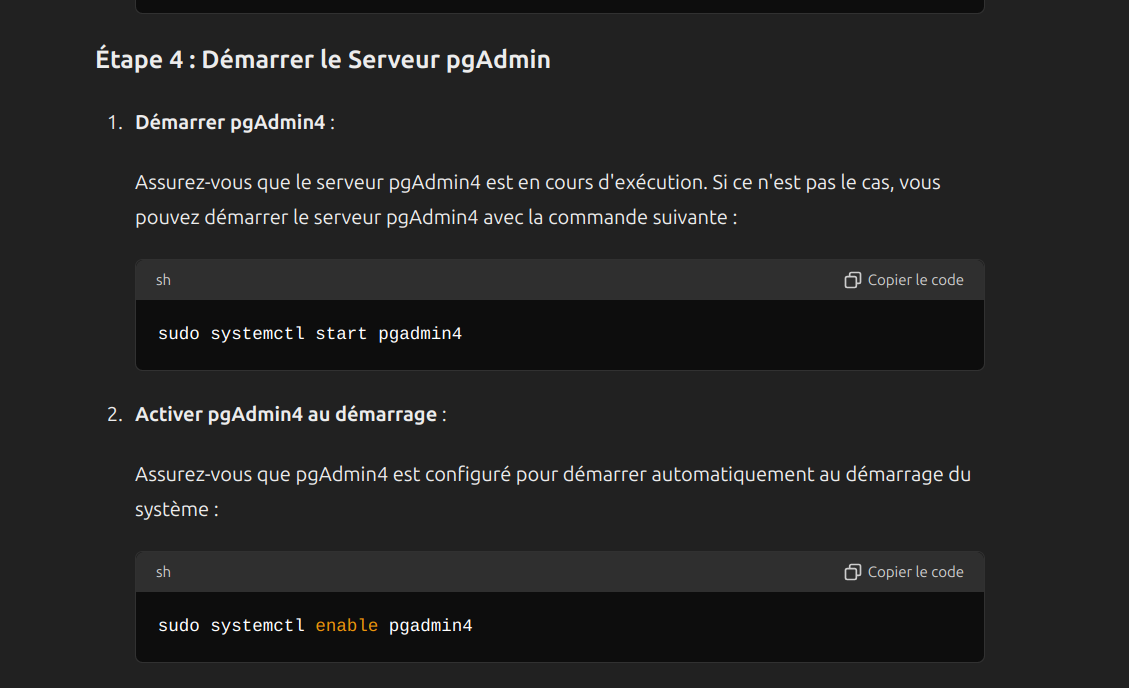 Étape 4 : Démarrer le Serveur pgAdmin
1. Démarrer pgAdmin4 :
Assurez-vous que le serveur pgAdmin4 est en cours d'exécution. Si ce n'est pas le cas, vous
pouvez démarrer le serveur pgAdmin4 avec la commande suivante :
sh Copier le code
sudo systemctl start pgadmin4
2. Activer pgAdmin4 au démarrage :
Assurez-vous que pgAdmin4 est configuré pour démarrer automatiquement au démarrage du
système :
sh Copier le code
sudo systemctl enable pgadmin4